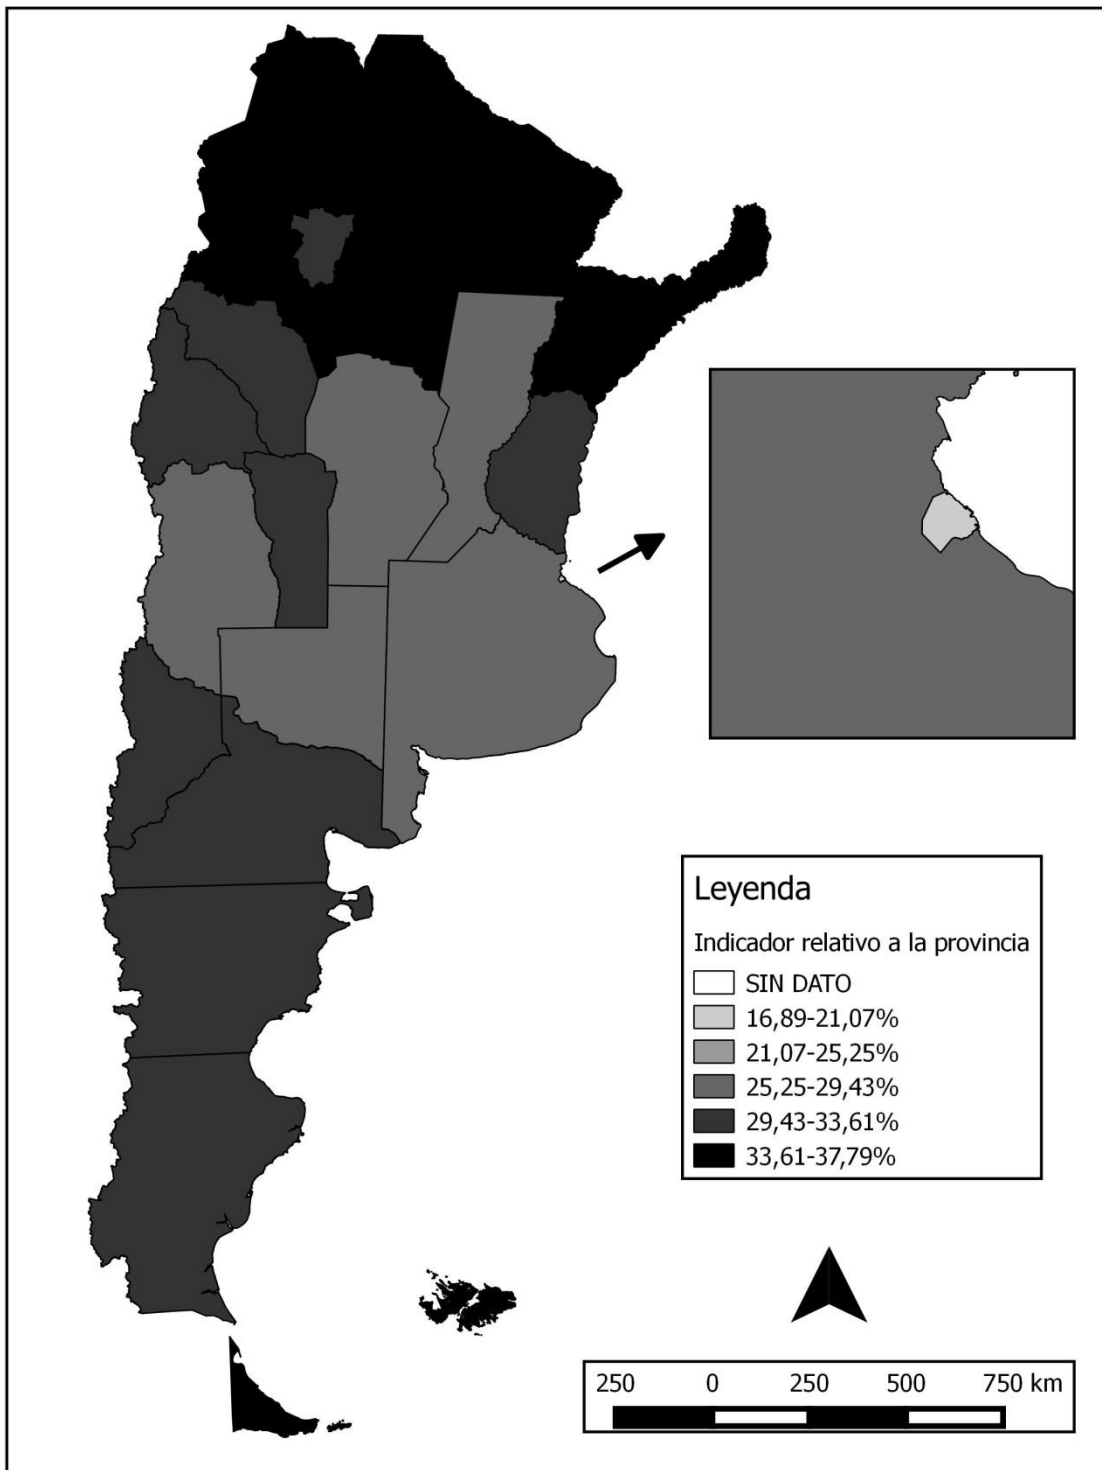 Leyenda
Indicador relativo a la provincia
SIN DATO
16,89-21,07%
21,07-25,25%
25,25-29,43%
29,43-33,61%
33,61-37,79%
250 0 250 500 750 km